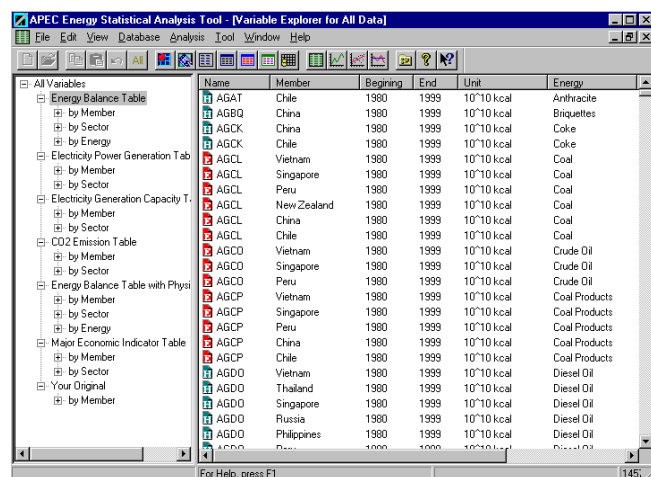 APEC Energy Statistical Analysis Tool - [Variable Explorer for All Data]
File Edit View Database Analysis Tool Window Help
All
All Variables
Energy Balance Table
by Member
by Sector
by Energy
Electricity Power Generation Tab
by Member
by Sector
Electricity Generation Capacity T
by Member
by Sector
CO2 Emission Table
by Member
by Sector
Energy Balance Table with Physi
by Member
by Sector
by Energy
Major Economic Indicator Table
by Member
by Sector
Your Original
by Member
Name Member Begining End Unit Energy
AGAT Chile 1980 1999 10^10 kcal Anthracite
AGBQ China 1980 1999 10^10 kcal Briquettes
AGCK China 1980 1999 10^10 kcal Coke
AGCK Chile 1980 1999 10^10 kcal Coke
AGCL Vietnam 1980 1999 10^10 kcal Coal
AGCL Singapore 1980 1999 10^10 kcal Coal
AGCL Peru 1980 1999 10^10 kcal Coal
AGCL New Zealand 1980 1999 10^10 kcal Coal
AGCL China 1980 1999 10^10 kcal Coal
AGCL Chile 1980 1999 10^10 kcal Coal
AGCO Vietnam 1980 1999 10^10 kcal Crude Oil
AGCO Singapore 1980 1999 10^10 kcal Crude Oil
AGCO Peru 1980 1999 10^10 kcal Crude Oil
AGCP Vietnam 1980 1999 10^10 kcal Coal Products
AGCP Singapore 1980 1999 10^10 kcal Coal Products
AGCP Peru 1980 1999 10^10 kcal Coal Products
AGCP China 1980 1999 10^10 kcal Coal Products
AGCP Chile 1980 1999 10^10 kcal Coal Products
AGDO Vietnam 1980 1999 10^10 kcal Diesel Oil
AGDO Thailand 1980 1999 10^10 kcal Diesel Oil
AGDO Singapore 1980 1999 10^10 kcal Diesel Oil
AGDO Russia 1980 1999 10^10 kcal Diesel Oil
AGDO Philippines 1980 1999 10^10 kcal Diesel Oil
For Help, press F1